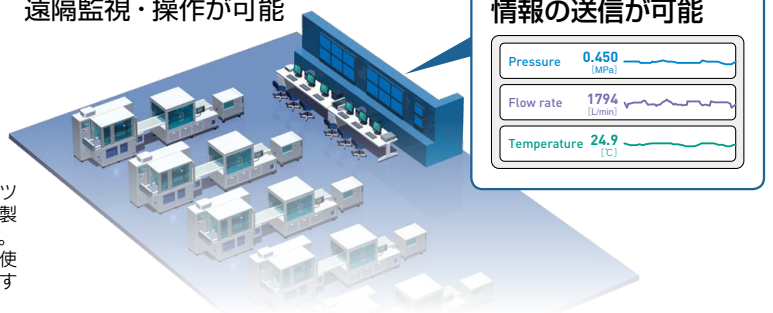 遠隔監視・操作が可能
情報の送信が可能
Pressure 0.450
[MPa]
Flow rate 1794
[L/min]
Temperature 24.9
[℃]
ツ
製
。
使
す